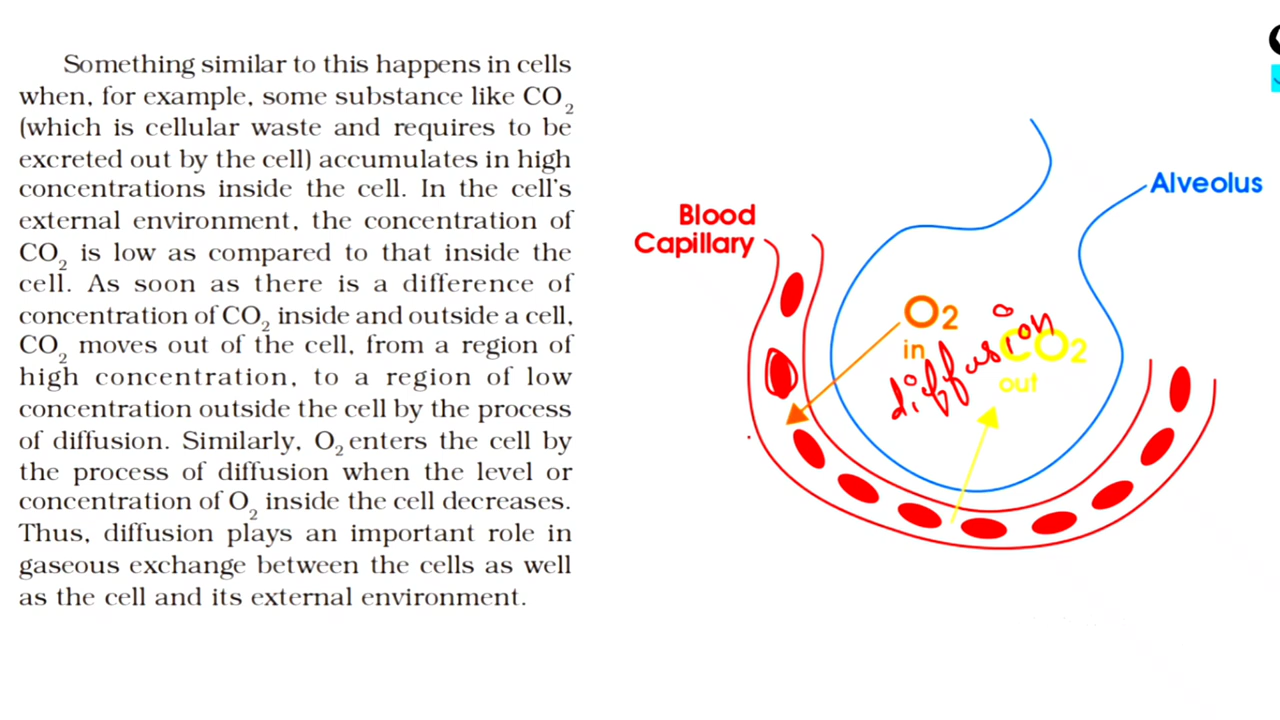 Something similar to this happens in cells
when, for example, some substance like CO₂
(which is cellular waste and requires to be
excreted out by the cell) accumulates in high
concentrations inside the cell. In the cell's
external environment, the concentration of
CO₂ is low as compared to that inside the
cell. As soon as there is a difference of
concentration of CO₂ inside and outside a cell,
CO₂ moves out of the cell, from a region of
high concentration, to a region of low
concentration outside the cell by the process
of diffusion. Similarly, O₂ enters the cell by
the process of diffusion when the level or
concentration of O₂ inside the cell decreases.
Thus, diffusion plays an important role in
gaseous exchange between the cells as well
as the cell and its external environment.
Blood
Capillary
Alveolus
O2
in
diffusion
CO2
out